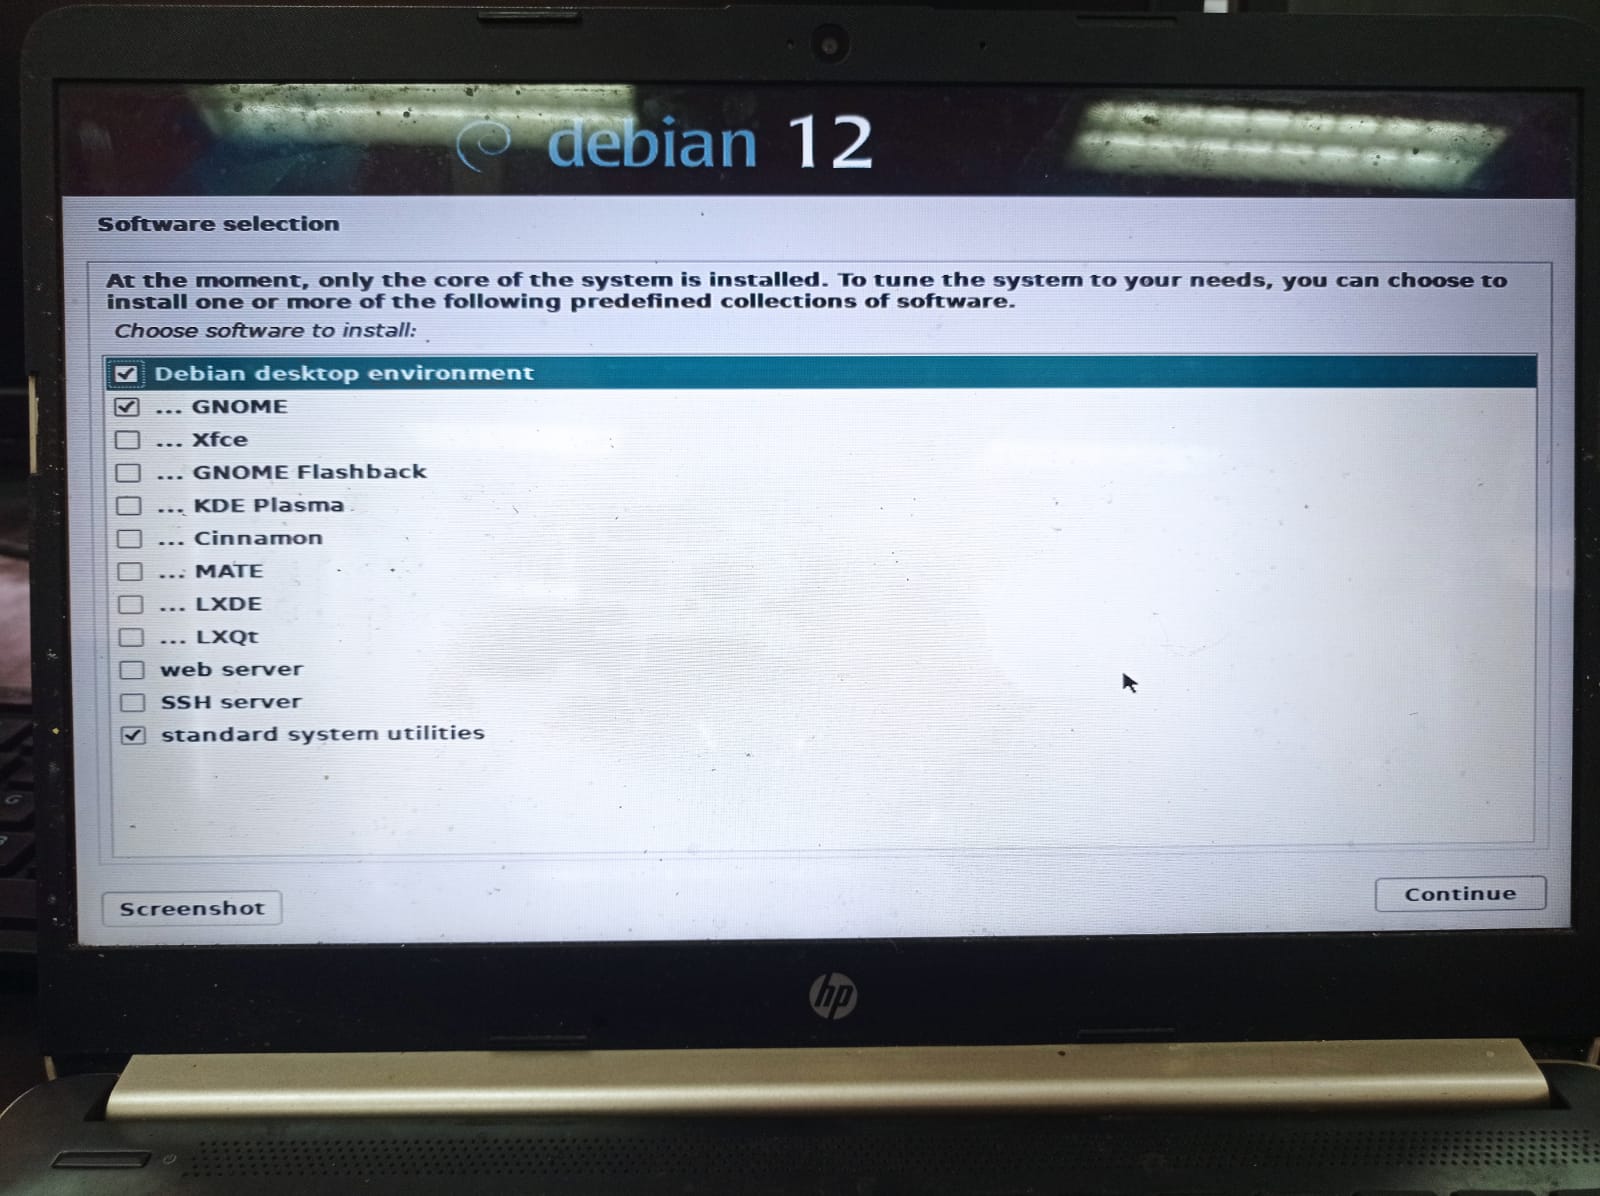 debian 12
Software selection
At the moment, only the core of the system is installed. To tune the system to your needs, you can choose to
install one or more of the following predefined collections of software.
Choose software to install:
Debian desktop environment
... GNOME
... Xfce
... GNOME Flashback
... KDE Plasma
... Cinnamon
... MATE
... LXDE
... LXQt
web server
SSH server
standard system utilities
Screenshot
Continue
hp